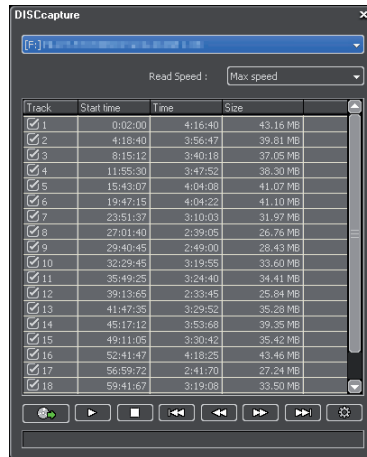 DISCcapture
[F:]
Read Speed : Max speed
Track Start time Time Size
1 0:02:00 4:16:40 43.16 MB
2 4:18:40 3:56:47 39.81 MB
3 8:15:12 3:40:18 37.05 MB
4 11:55:30 3:47:52 38.30 MB
5 15:43:07 4:04:08 41.07 MB
6 19:47:15 4:04:22 41.10 MB
7 23:51:37 3:10:03 31.97 MB
8 27:01:40 2:39:05 26.76 MB
9 29:40:45 2:49:00 28.43 MB
10 32:29:45 3:19:55 33.60 MB
11 35:49:25 3:24:40 34.41 MB
12 39:13:65 2:33:45 25.84 MB
13 41:47:35 3:29:52 35.28 MB
14 45:17:12 3:53:68 39.35 MB
15 49:11:05 3:30:42 35.42 MB
16 52:41:47 4:18:25 43.46 MB
17 56:59:72 2:41:70 27.24 MB
18 59:41:67 3:19:08 33.50 MB